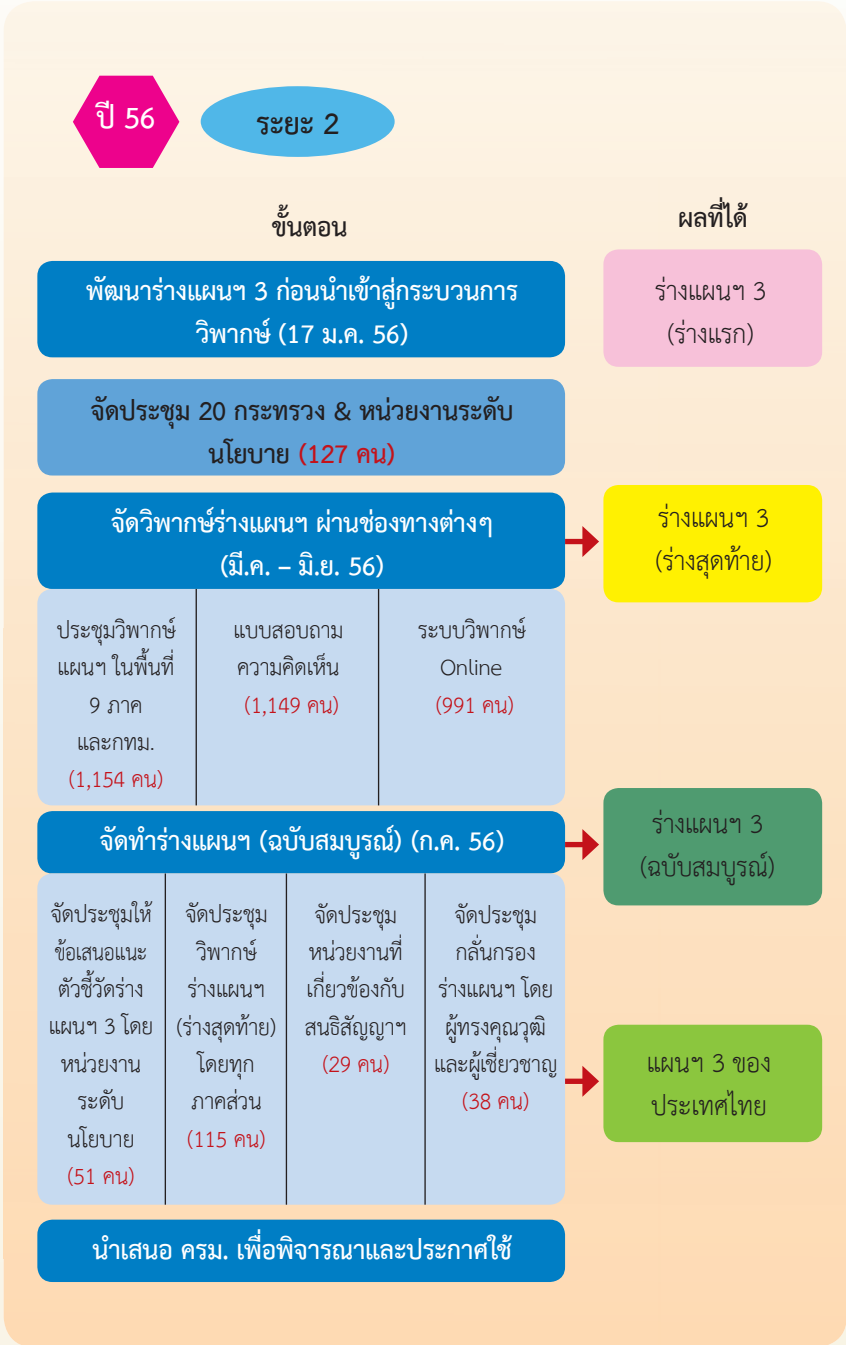 ปี 56
ระยะ 2
ขั้นตอน
ผลที่ได้
พัฒนาร่างแผนฯ 3 ก่อนนำเข้าสู่กระบวนการ
วิพากษ์ (17 ม.ค. 56)
ร่างแผนฯ 3
(ร่างแรก)
จัดประชุม 20 กระทรวง & หน่วยงานระดับ
นโยบาย (127 คน)
จัดวิพากษ์ร่างแผนฯ ผ่านช่องทางต่างๆ
(มี.ค. – มิ.ย. 56)
ร่างแผนฯ 3
(ร่างสุดท้าย)
ประชุมวิพากษ์
แผนฯ ในพื้นที่
9 ภาค
และกทม.
(1,154 คน)
แบบสอบถาม
ความคิดเห็น
(1,149 คน)
ระบบวิพากษ์
Online
(991 คน)
จัดทำร่างแผนฯ (ฉบับสมบูรณ์) (ก.ค. 56)
ร่างแผนฯ 3
(ฉบับสมบูรณ์)
จัดประชุมให้
ข้อเสนอแนะ
ตัวชี้วัดร่าง
แผนฯ 3 โดย
หน่วยงาน
ระดับ
นโยบาย
(51 คน)
จัดประชุม
วิพากษ์
ร่างแผนฯ
(ร่างสุดท้าย)
โดยทุก
ภาคส่วน
(115 คน)
จัดประชุม
หน่วยงานที่
เกี่ยวข้องกับ
สนธิสัญญาฯ
(29 คน)
จัดประชุม
กลั่นกรอง
ร่างแผนฯ โดย
ผู้ทรงคุณวุฒิ
และผู้เชี่ยวชาญ
(38 คน)
แผนฯ 3 ของ
ประเทศไทย
นำเสนอ ครม. เพื่อพิจารณาและประกาศใช้